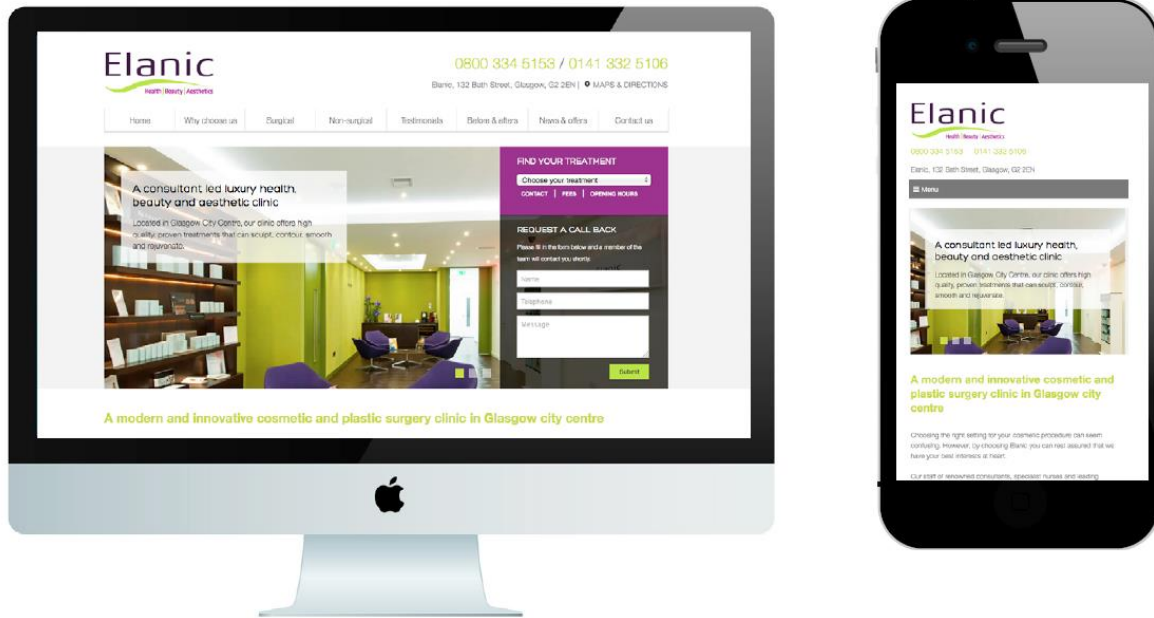 Elanic
Health | Beauty | Aesthetics
0800 334 5153 / 0141 332 5106
Elanic, 132 Bath Street, Glasgow, G2 2EN | MAPS & DIRECTIONS
Home Why choose us Surgical Non-surgical Testimonials Before & afters News & offers Contact us
A consultant led luxury health,
beauty and aesthetic clinic
Located in Glasgow City Centre, our clinic offers high
quality, proven treatments that can sculpt, contour, smooth
and rejuvenate.
FIND YOUR TREATMENT
Choose your treatment
CONTACT | FEES | OPENING HOURS
REQUEST A CALL BACK
Please fill in the form below and a member of the
team will contact you shortly.
Name
Telephone
Message
Submit
A modern and innovative cosmetic and plastic surgery clinic in Glasgow city centre
Elanic
Health | Beauty | Aesthetics
0800 334 5153 0141 332 5106
Elanic, 132 Bath Street, Glasgow, G2 2EN
Menu
A consultant led luxury health,
beauty and aesthetic clinic
Located in Glasgow City Centre, our clinic offers high
quality, proven treatments that can sculpt, contour,
smooth and rejuvenate.
A modern and innovative cosmetic and
plastic surgery clinic in Glasgow city
centre
Choosing the right setting for your cosmetic procedure can seem
confusing. However, by choosing Elanic you can rest assured that we
have your best interests at heart.
Our staff of renowned consultants, specialist nurses and leading